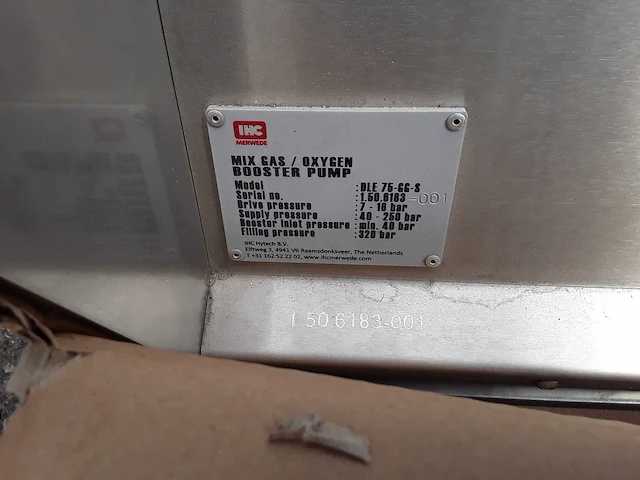 IHC
MERWEDE
MIX GAS / OXYGEN
BOOSTER PUMP
Model : DLE 75-GG-S
Serial no. : 1.50.6183-001
Drive pressure : 7 - 16 bar
Supply pressure : 40 - 250 bar
Booster inlet pressure : min. 40 bar
Filling pressure : 320 bar
IHC Hytech B.V.
Elftweg 3, 4941 VR Raamsdonksveer, The Netherlands
T +31 162 52 22 02, www.ihcmerwede.com
1.50.6183-001